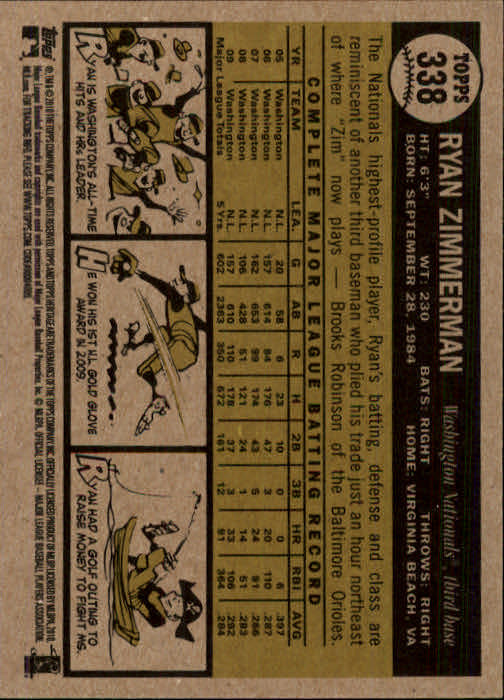 TOPPS
338
RYAN ZIMMERMAN
Washington Nationals® third base
HT: 6'3" WT: 230 BATS: RIGHT THROWS: RIGHT
BORN: SEPTEMBER 28, 1984 HOME: VIRGINIA BEACH, VA
The Nationals highest-profile player, Ryan's batting, defense and class are
reminiscent of another third baseman who plied his trade just an hour northeast
of where "Zim" now plays — Brooks Robinson of the Baltimore Orioles.
COMPLETE MAJOR LEAGUE BATTING RECORD
YR TEAM LEA. G AB R H 2B 3B HR RBI AVG
05 Washington N.L. 20 58 6 23 10 0 0 6 .397
06 Washington N.L. 157 614 84 176 47 3 20 110 .287
07 Washington N.L. 162 653 99 174 43 5 24 91 .266
08 Washington N.L. 106 428 51 121 24 1 14 51 .283
09 Washington N.L. 157 610 110 178 37 3 33 106 .292
Major League Totals 5 Yrs. 602 2363 350 672 161 12 91 364 .284
RYAN IS WASHINGTON'S ALL-TIME
HITS AND HR LEADER.
HE WON HIS 1ST N.L. GOLD GLOVE
AWARD IN 2009.
RYAN HAD A GOLF OUTING TO
RAISE MONEY TO FIGHT MS.